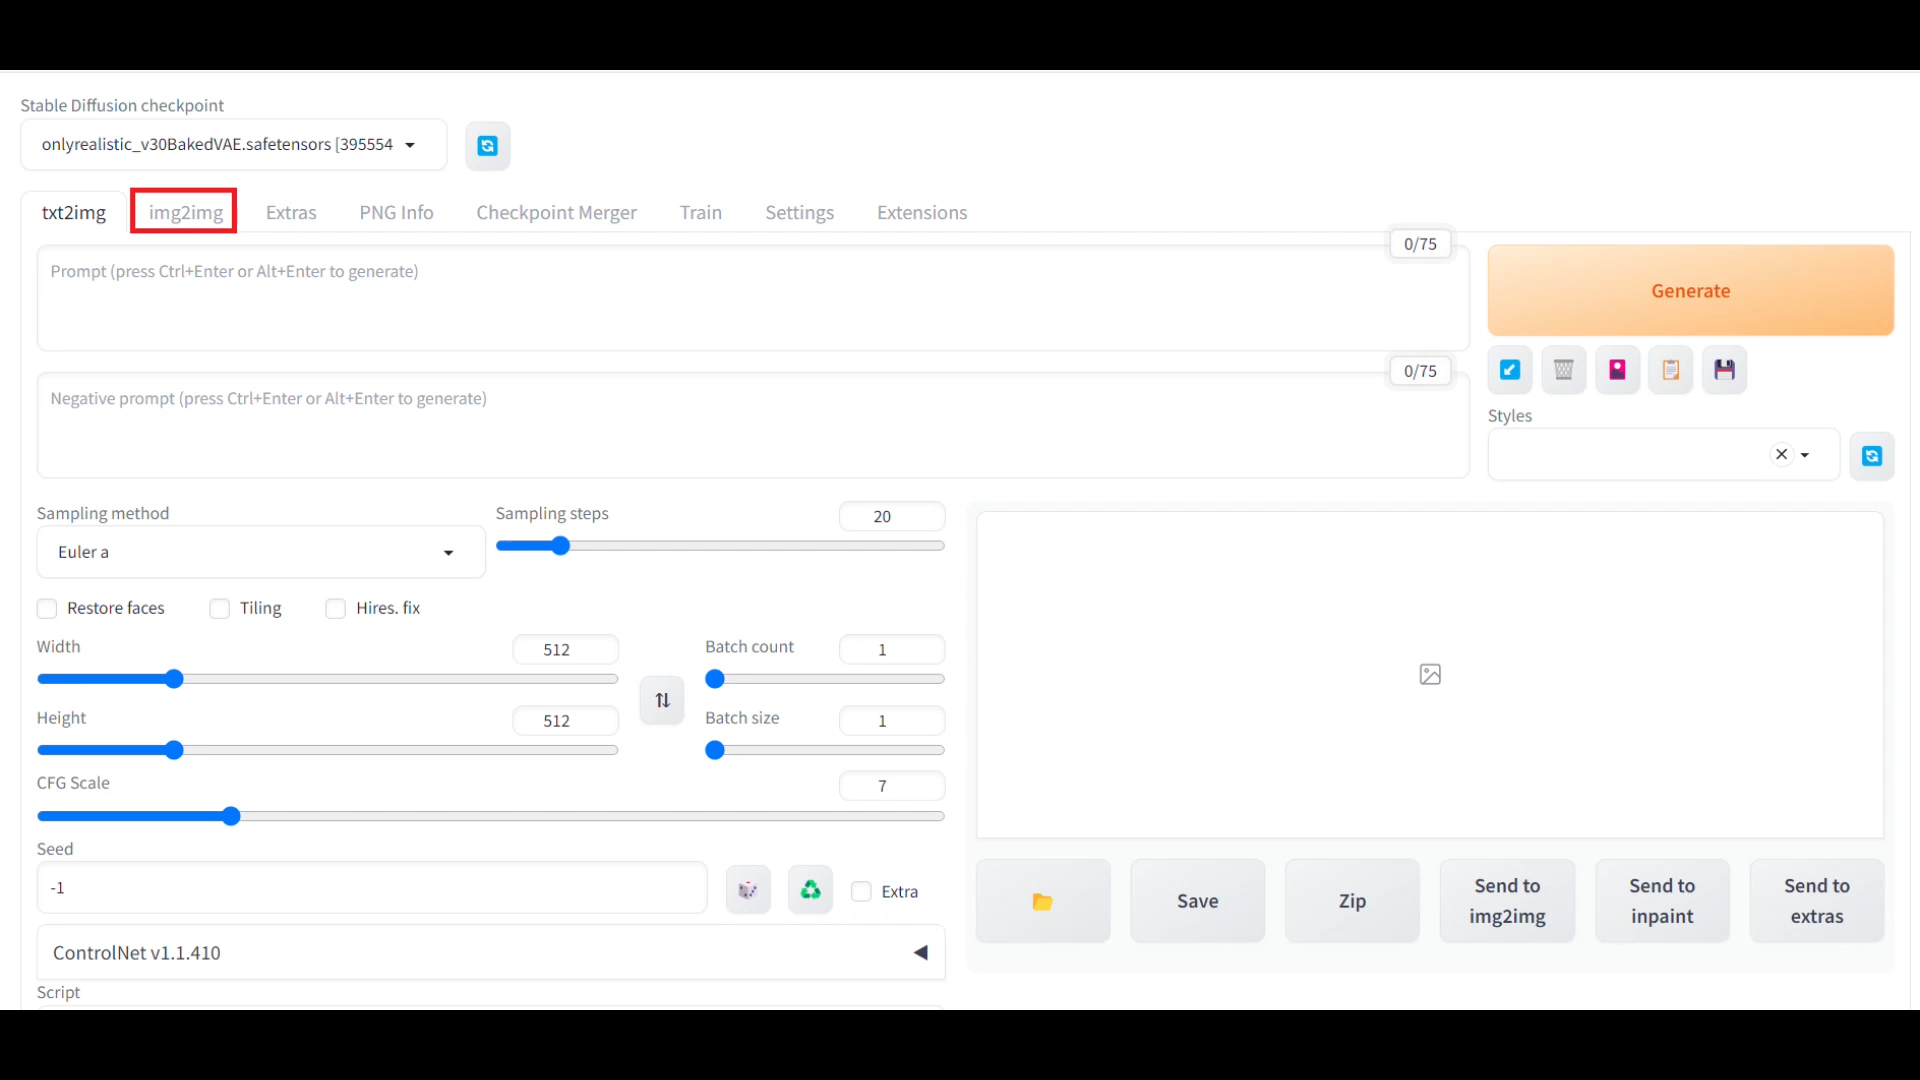 Stable Diffusion checkpoint
onlyrealistic_v30BakedVAE.safetensors [395554
txt2img img2img Extras PNG Info Checkpoint Merger Train Settings Extensions
0/75
Prompt (press Ctrl+Enter or Alt+Enter to generate)
Generate
0/75
Negative prompt (press Ctrl+Enter or Alt+Enter to generate)
Styles
Sampling method
Euler a
Sampling steps
20
Restore faces Tiling Hires. fix
Width
512
Batch count
1
Height
512
Batch size
1
CFG Scale
7
Seed
-1
Extra
Save
Zip
Send to
img2img
Send to
inpaint
Send to
extras
ControlNet v1.1.410
Script